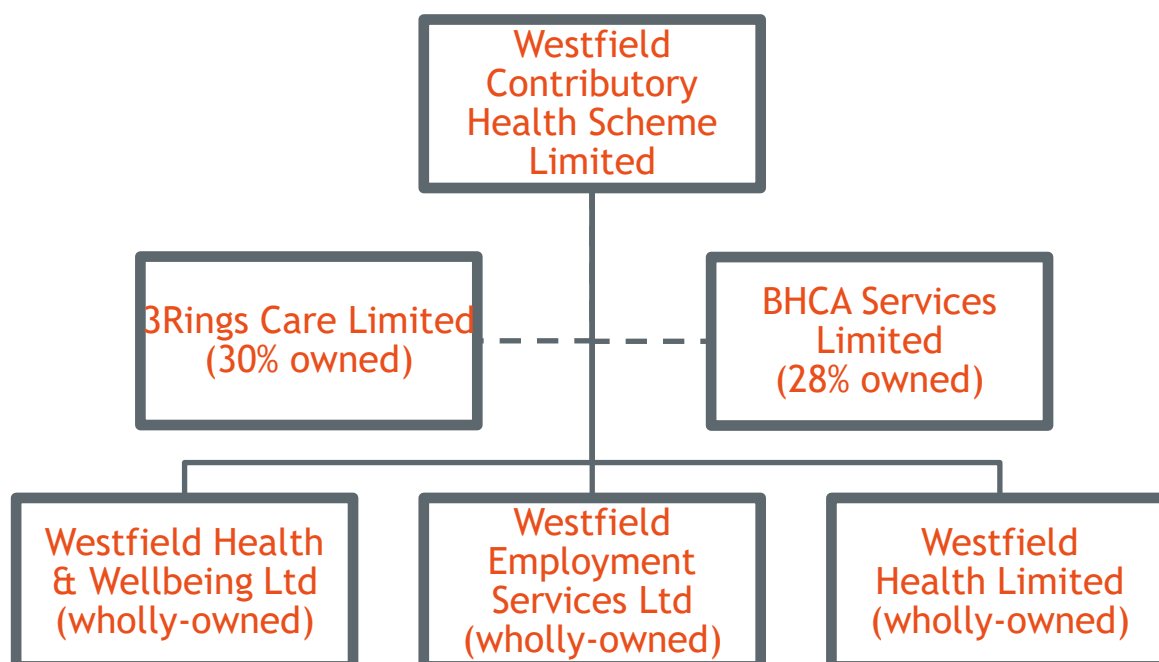 Westfield
Contributory
Health Scheme
Limited
3Rings Care Limited
(30% owned)
BHCA Services
Limited
(28% owned)
Westfield Health
& Wellbeing Ltd
(wholly-owned)
Westfield
Employment
Services Ltd
(wholly-owned)
Westfield
Health Limited
(wholly-owned)